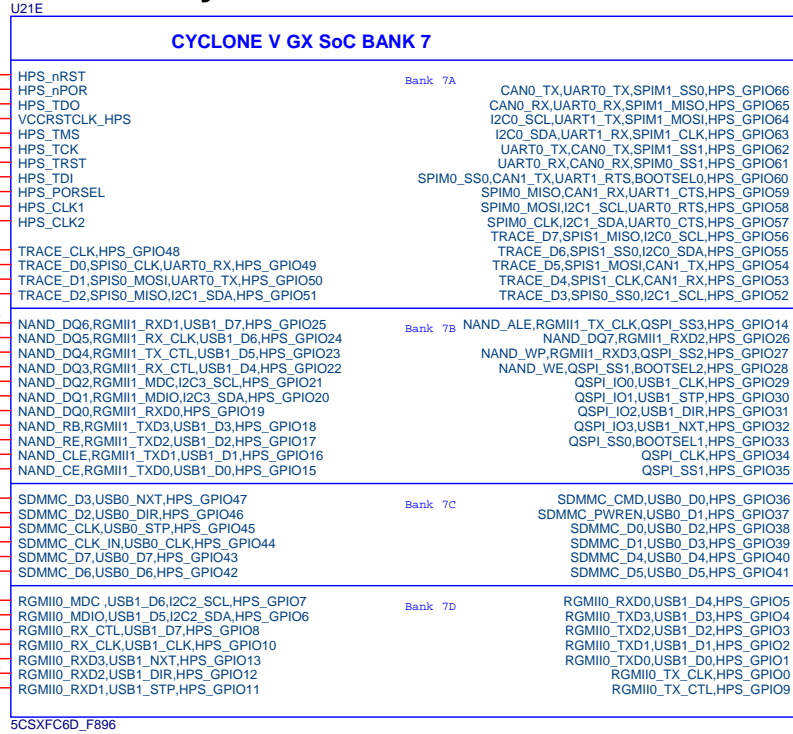 U21E
CYCLONE V GX SoC BANK 7
Bank 7A
HPS_nRST
HPS_nPOR
HPS_TDO
VCCRSTCLK_HPS
HPS_TMS
HPS_TCK
HPS_TRST
HPS_TDI
HPS_PORSEL
HPS_CLK1
HPS_CLK2
TRACE_CLK,HPS_GPIO48
TRACE_D0,SPIS0_CLK,UART0_RX,HPS_GPIO49
TRACE_D1,SPIS0_MOSI,UART0_TX,HPS_GPIO50
TRACE_D2,SPIS0_MISO,I2C1_SDA,HPS_GPIO51
CAN0_TX,UART0_TX,SPIM1_SS0,HPS_GPIO66
CAN0_RX,UART0_RX,SPIM1_MISO,HPS_GPIO65
I2C0_SCL,UART1_TX,SPIM1_MOSI,HPS_GPIO64
I2C0_SDA,UART1_RX,SPIM1_CLK,HPS_GPIO63
UART0_TX,CAN0_TX,SPIM1_SS1,HPS_GPIO62
UART0_RX,CAN0_RX,SPIM0_SS1,HPS_GPIO61
SPIM0_SS0,CAN1_TX,UART1_RTS,BOOTSEL0,HPS_GPIO60
SPIM0_MISO,CAN1_RX,UART1_CTS,HPS_GPIO59
SPIM0_MOSI,I2C1_SCL,UART0_RTS,HPS_GPIO58
SPIM0_CLK,I2C1_SDA,UART0_CTS,HPS_GPIO57
TRACE_D7,SPIS1_MISO,I2C0_SCL,HPS_GPIO56
TRACE_D6,SPIS1_SS0,I2C0_SDA,HPS_GPIO55
TRACE_D5,SPIS1_MOSI,CAN1_TX,HPS_GPIO54
TRACE_D4,SPIS1_CLK,CAN1_RX,HPS_GPIO53
TRACE_D3,SPIS0_SS0,I2C1_SCL,HPS_GPIO52
Bank 7B
NAND_DQ6,RGMII1_RXD1,USB1_D7,HPS_GPIO25
NAND_DQ5,RGMII1_RX_CLK,USB1_D6,HPS_GPIO24
NAND_DQ4,RGMII1_TX_CTL,USB1_D5,HPS_GPIO23
NAND_DQ3,RGMII1_RX_CTL,USB1_D4,HPS_GPIO22
NAND_DQ2,RGMII1_MDC,I2C3_SCL,HPS_GPIO21
NAND_DQ1,RGMII1_MDIO,I2C3_SDA,HPS_GPIO20
NAND_DQ0,RGMII1_RXD0,HPS_GPIO19
NAND_RB,RGMII1_TXD3,USB1_D3,HPS_GPIO18
NAND_RE,RGMII1_TXD2,USB1_D2,HPS_GPIO17
NAND_CLE,RGMII1_TXD1,USB1_D1,HPS_GPIO16
NAND_CE,RGMII1_TXD0,USB1_D0,HPS_GPIO15
NAND_ALE,RGMII1_TX_CLK,QSPI_SS3,HPS_GPIO14
NAND_DQ7,RGMII1_RXD2,HPS_GPIO26
NAND_WP,RGMII1_RXD3,QSPI_SS2,HPS_GPIO27
NAND_WE,QSPI_SS1,BOOTSEL2,HPS_GPIO28
QSPI_IO0,USB1_CLK,HPS_GPIO29
QSPI_IO1,USB1_STP,HPS_GPIO30
QSPI_IO2,USB1_DIR,HPS_GPIO31
QSPI_IO3,USB1_NXT,HPS_GPIO32
QSPI_SS0,BOOTSEL1,HPS_GPIO33
QSPI_CLK,HPS_GPIO34
QSPI_SS1,HPS_GPIO35
Bank 7C
SDMMC_D3,USB0_NXT,HPS_GPIO47
SDMMC_D2,USB0_DIR,HPS_GPIO46
SDMMC_CLK,USB0_STP,HPS_GPIO45
SDMMC_CLK_IN,USB0_CLK,HPS_GPIO44
SDMMC_D7,USB0_D7,HPS_GPIO43
SDMMC_D6,USB0_D6,HPS_GPIO42
SDMMC_CMD,USB0_D0,HPS_GPIO36
SDMMC_PWREN,USB0_D1,HPS_GPIO37
SDMMC_D0,USB0_D2,HPS_GPIO38
SDMMC_D1,USB0_D3,HPS_GPIO39
SDMMC_D4,USB0_D4,HPS_GPIO40
SDMMC_D5,USB0_D5,HPS_GPIO41
Bank 7D
RGMII0_MDC ,USB1_D6,I2C2_SCL,HPS_GPIO7
RGMII0_MDIO,USB1_D5,I2C2_SDA,HPS_GPIO6
RGMII0_RX_CTL,USB1_D7,HPS_GPIO8
RGMII0_RX_CLK,USB1_CLK,HPS_GPIO10
RGMII0_RXD3,USB1_NXT,HPS_GPIO13
RGMII0_RXD2,USB1_DIR,HPS_GPIO12
RGMII0_RXD1,USB1_STP,HPS_GPIO11
RGMII0_RXD0,USB1_D4,HPS_GPIO5
RGMII0_TXD3,USB1_D3,HPS_GPIO4
RGMII0_TXD2,USB1_D2,HPS_GPIO3
RGMII0_TXD1,USB1_D1,HPS_GPIO2
RGMII0_TXD0,USB1_D0,HPS_GPIO1
RGMII0_TX_CLK,HPS_GPIO0
RGMII0_TX_CTL,HPS_GPIO9
5CSXFC6D_F896